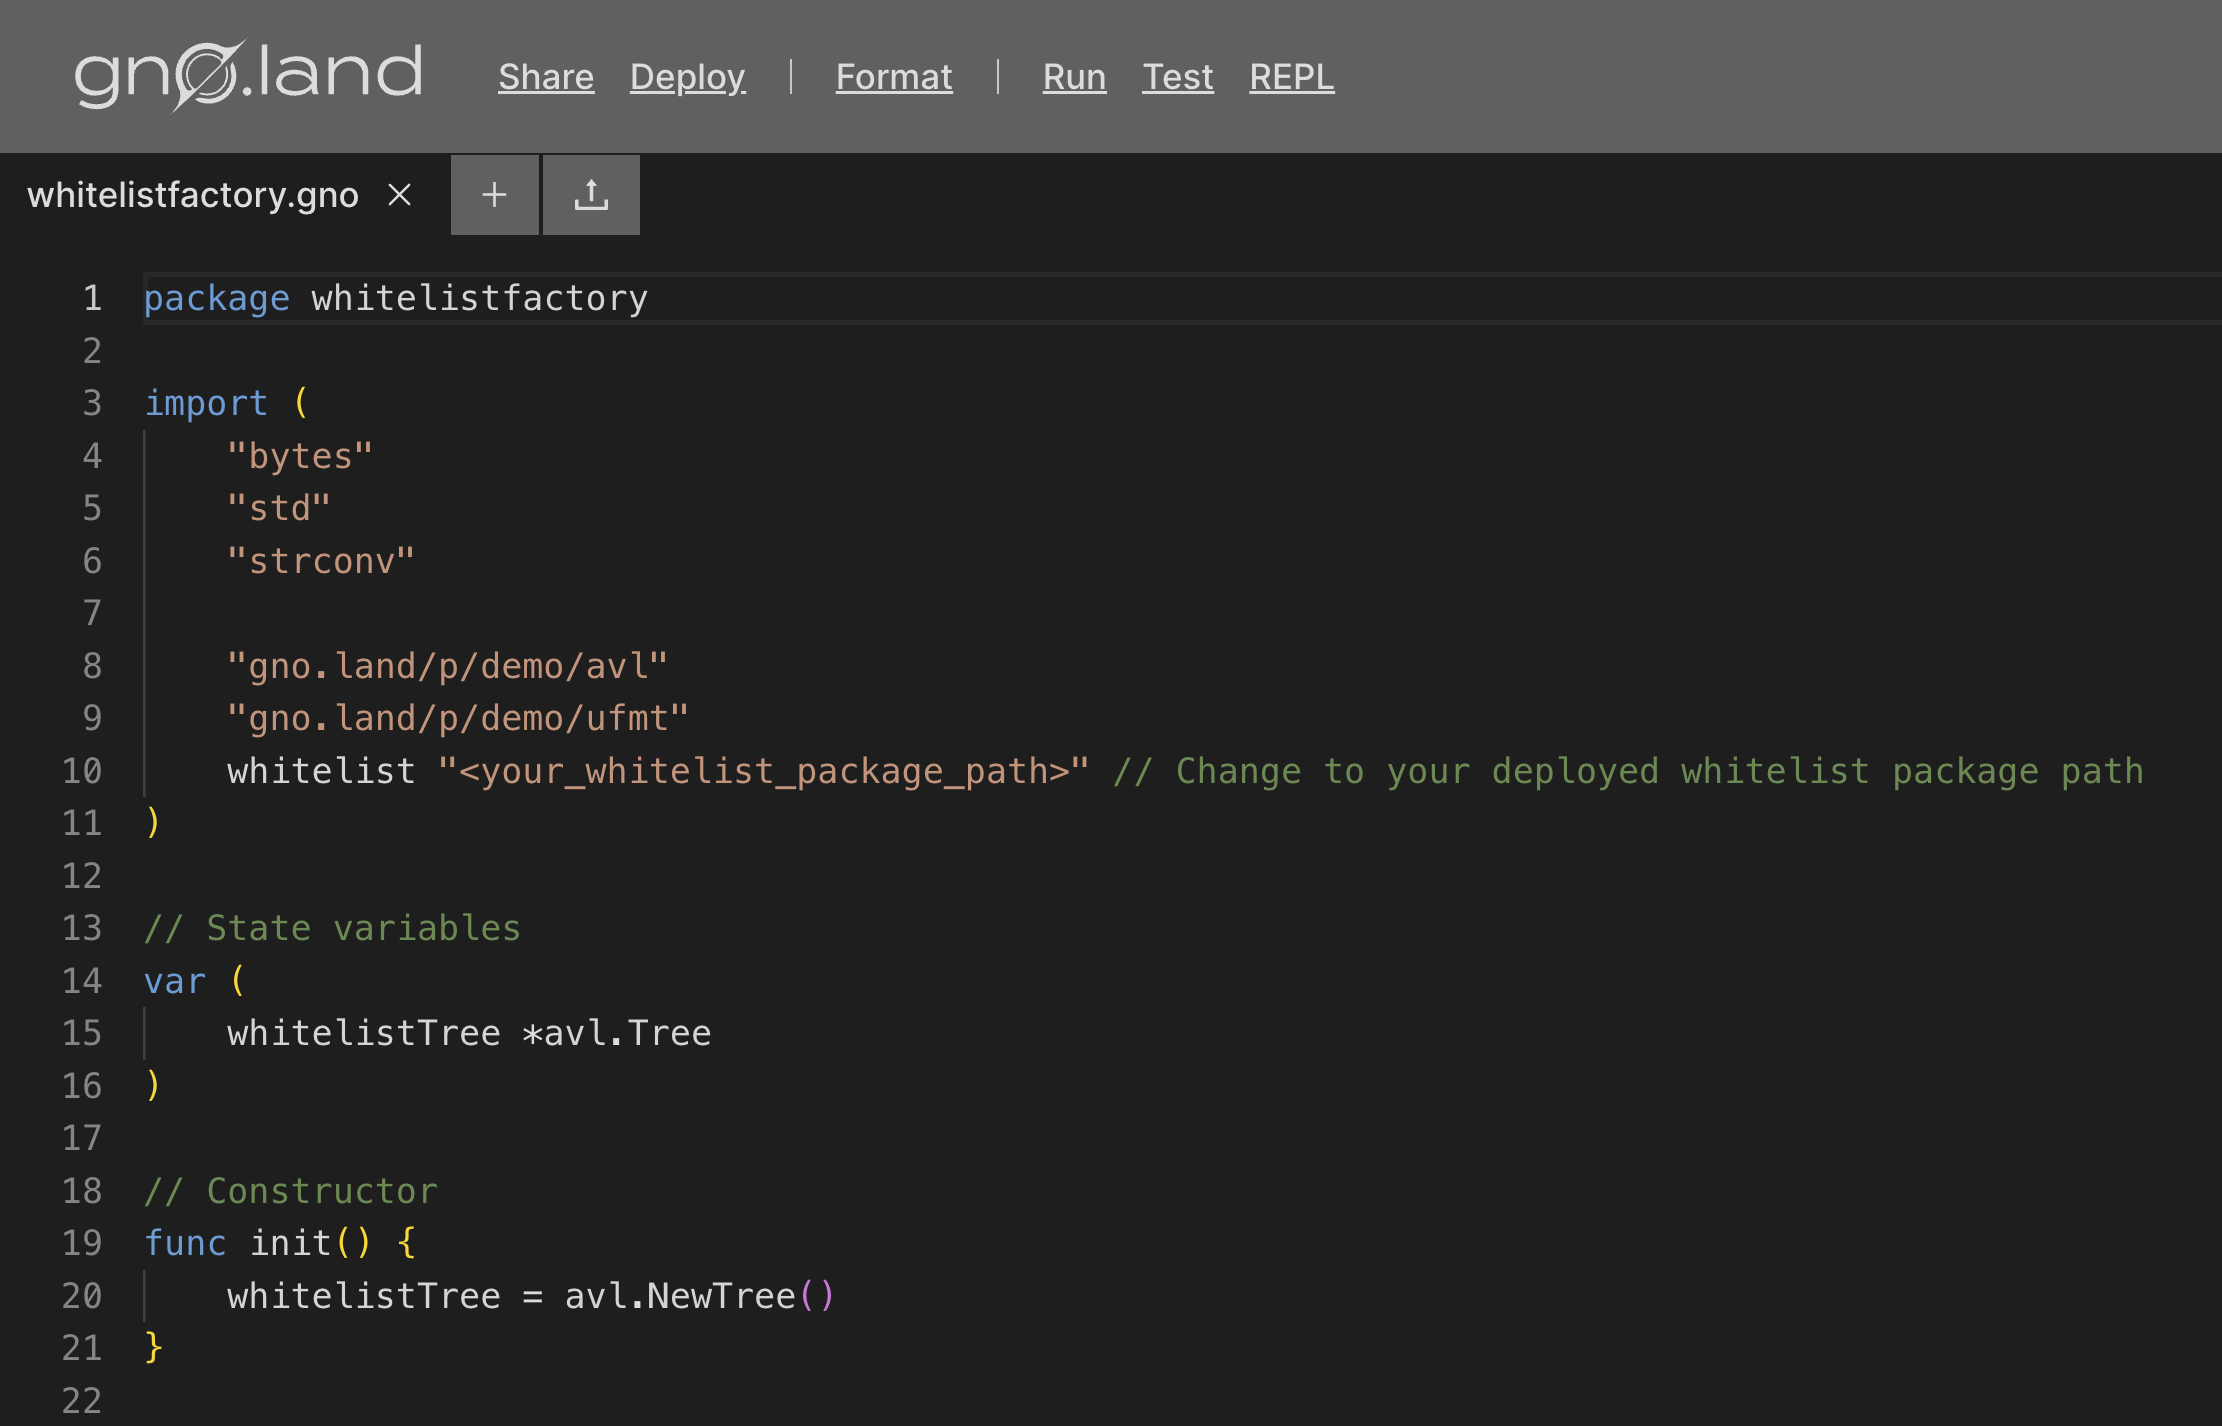 gno.land Share Deploy | Format | Run Test REPL
whitelistfactory.gno
1 package whitelistfactory
2
3 import (
4 "bytes"
5 "std"
6 "strconv"
7
8 "gno.land/p/demo/avl"
9 "gno.land/p/demo/ufmt"
10 whitelist "<your_whitelist_package_path>" // Change to your deployed whitelist package path
11 )
12
13 // State variables
14 var (
15 whitelistTree *avl.Tree
16 )
17
18 // Constructor
19 func init() {
20 whitelistTree = avl.NewTree()
21 }
22